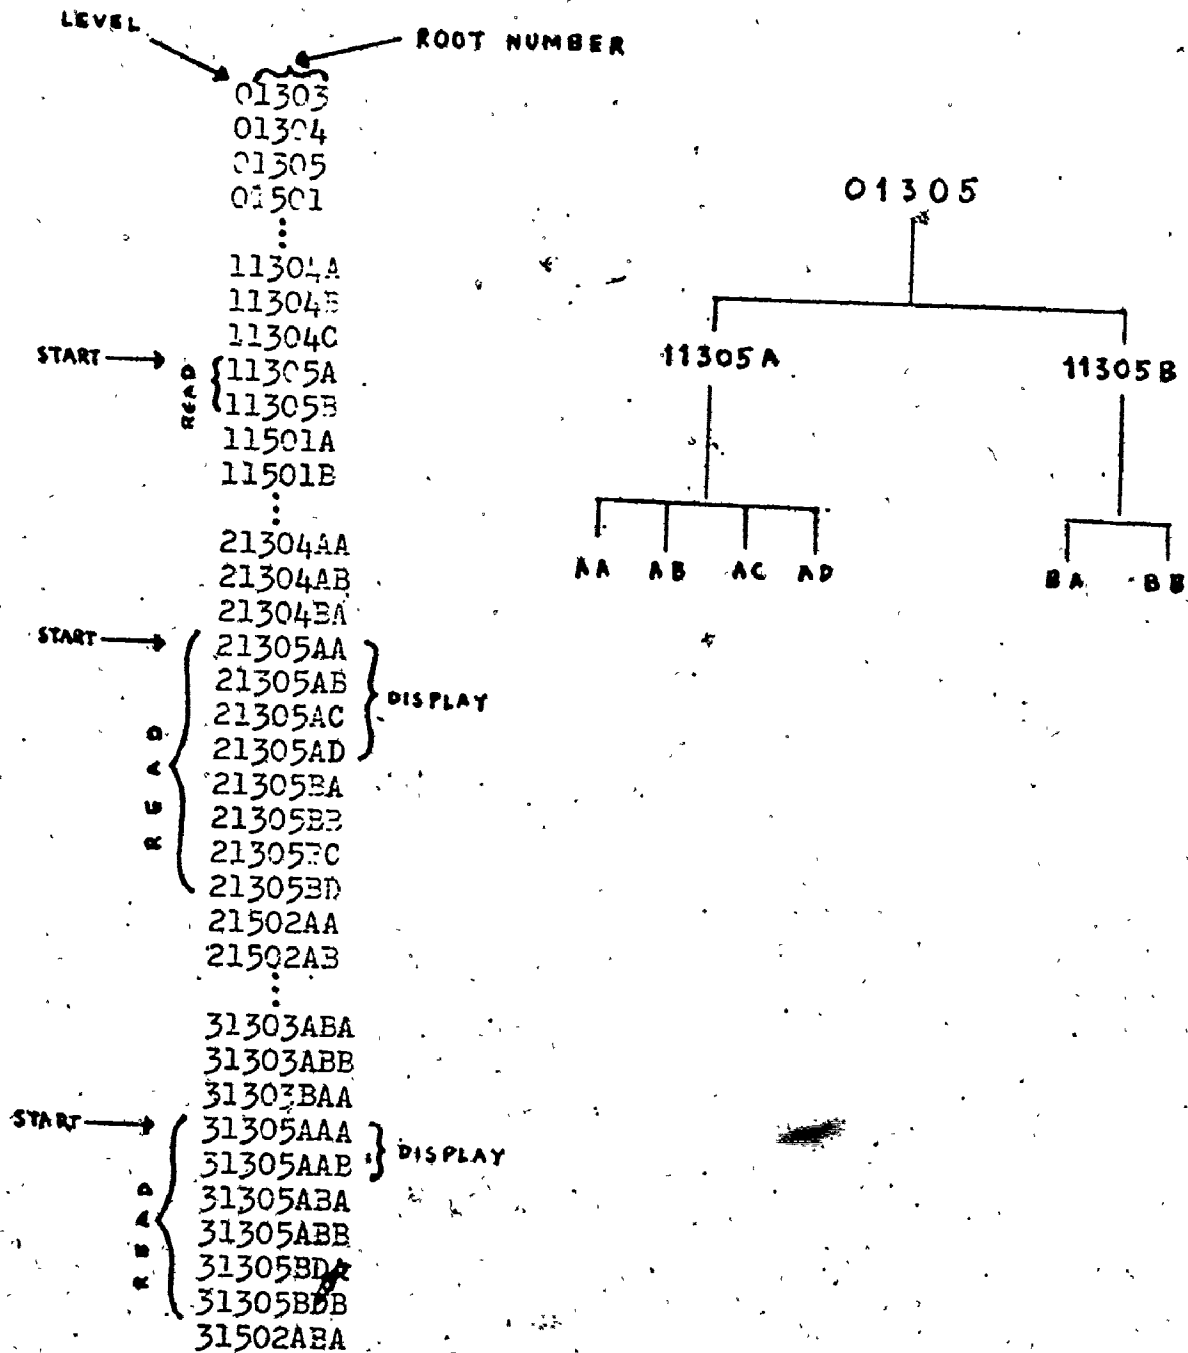 LEVEL
ROOT NUMBER
01303
01304
01305
01501
11304A
11304B
11304C
START
READ
11305A
11305B
11501A
11501B
21304AA
21304AB
21304BA
START
READ
21305AA
21305AB
21305AC
21305AD
DISPLAY
21305BA
21305BB
21305BC
21305BD
21502AA
21502AB
31303ABA
31303ABB
31303BAA
START
READ
31305AAA
31305AAB
DISPLAY
31305ABA
31305ABB
31305BDA
31305BDB
31502ABA
01305
11305A
11305B
AA AB AC AD
BA BB